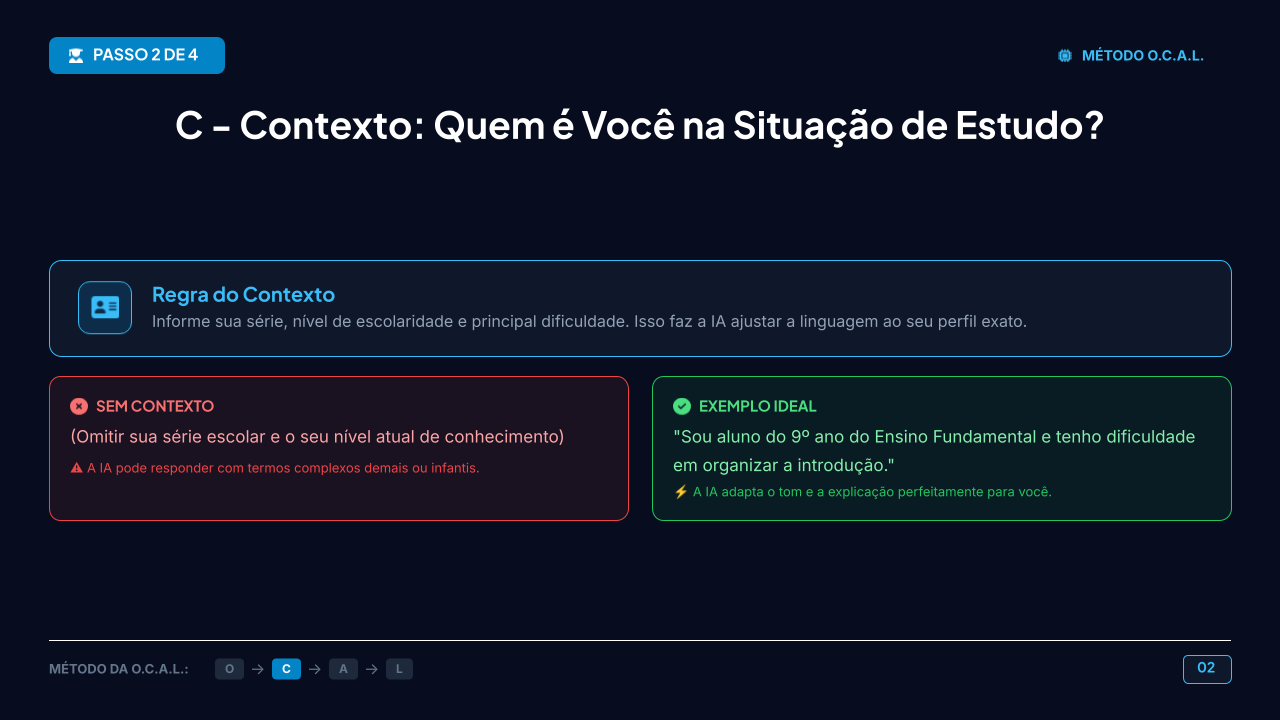 PASSO 2 DE 4
MÉTODO O.C.A.L.
C – Contexto: Quem é Você na Situação de Estudo?
Regra do Contexto
Informe sua série, nível de escolaridade e principal dificuldade. Isso faz a IA ajustar a linguagem ao seu perfil exato.
SEM CONTEXTO
(Omitir sua série escolar e o seu nível atual de conhecimento)
⚠ A IA pode responder com termos complexos demais ou infantis.
EXEMPLO IDEAL
"Sou aluno do 9º ano do Ensino Fundamental e tenho dificuldade
em organizar a introdução."
⚡ A IA adapta o tom e a explicação perfeitamente para você.
MÉTODO DA O.C.A.L.: O → C → A → L
02